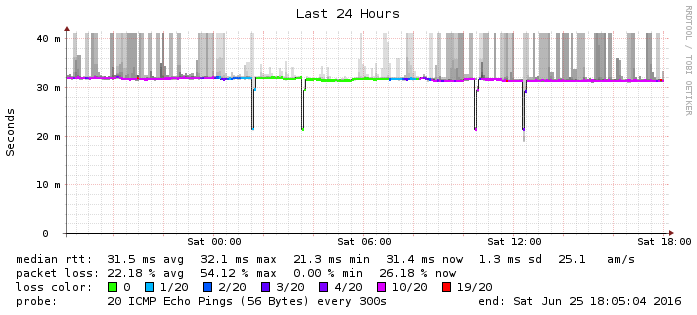 Last 24 Hours
RRDTOOL / TOBI OETIKER
Seconds
40 m
30 m
20 m
10 m
0
Sat 00:00 Sat 06:00 Sat 12:00 Sat 18:00
median rtt: 31.5 ms avg 32.1 ms max 21.3 ms min 31.4 ms now 1.3 ms sd 25.1 am/s
packet loss: 22.18 % avg 54.12 % max 0.00 % min 26.18 % now
loss color: 0 1/20 2/20 3/20 4/20 10/20 19/20
probe: 20 ICMP Echo Pings (56 Bytes) every 300s end: Sat Jun 25 18:05:04 2016